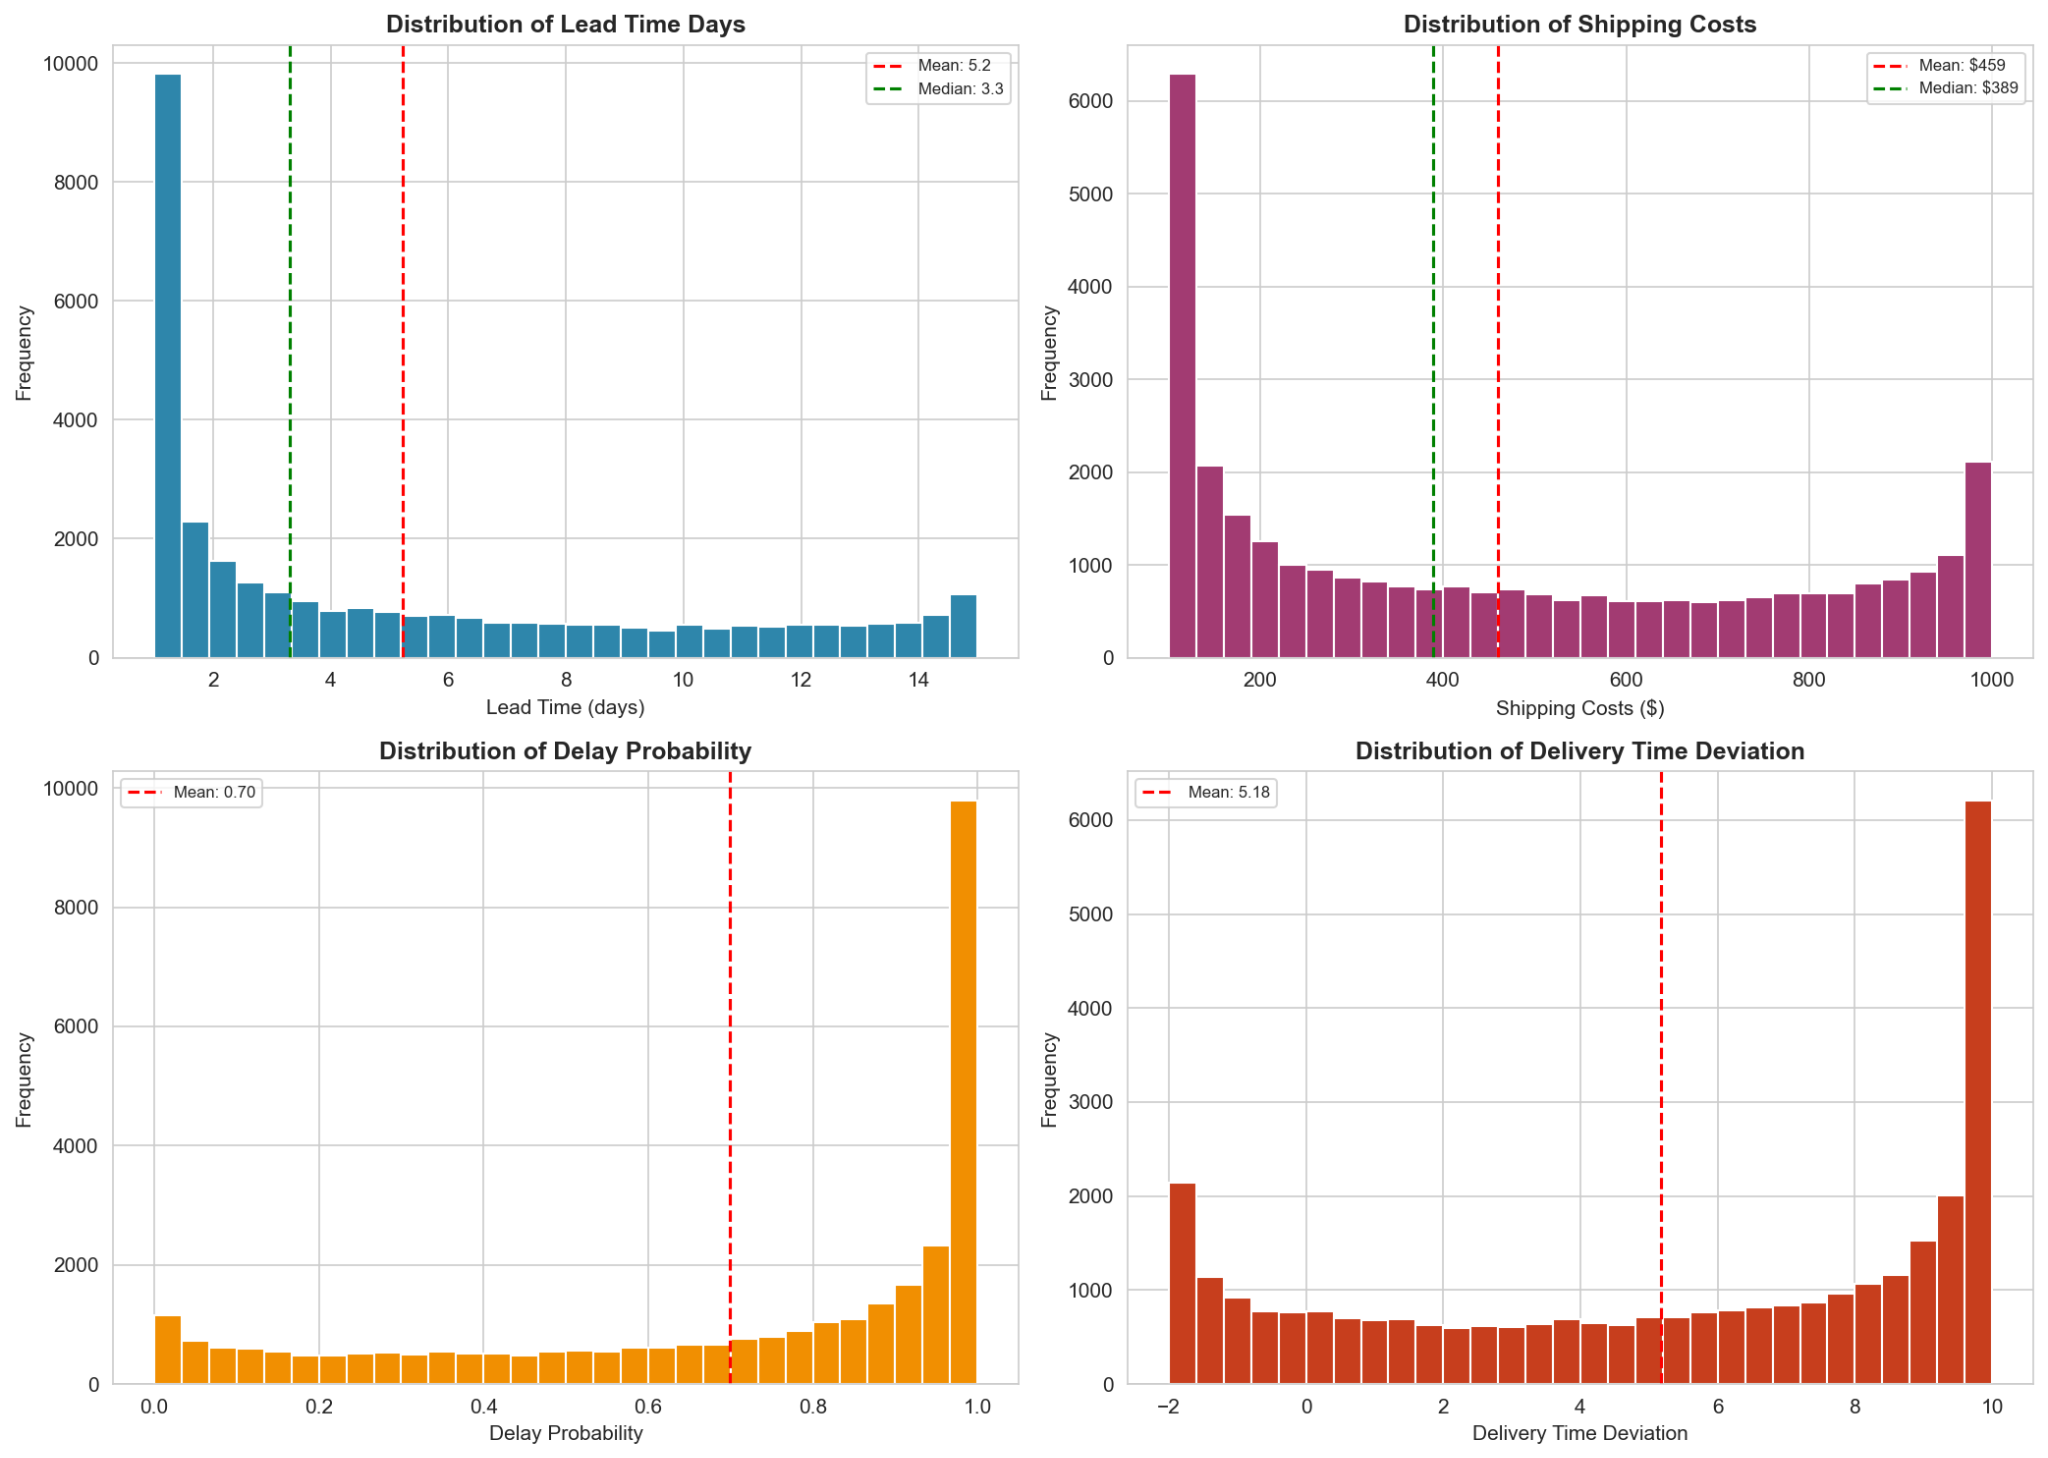 Distribution of Lead Time Days
Mean: 5.2
Median: 3.3
10000
8000
6000
4000
2000
0
Frequency
2 4 6 8 10 12 14
Lead Time (days)
Distribution of Shipping Costs
Mean: $459
Median: $389
6000
5000
4000
3000
2000
1000
0
Frequency
200 400 600 800 1000
Shipping Costs ($)
Distribution of Delay Probability
Mean: 0.70
10000
8000
6000
4000
2000
0
Frequency
0.0 0.2 0.4 0.6 0.8 1.0
Delay Probability
Distribution of Delivery Time Deviation
Mean: 5.18
6000
5000
4000
3000
2000
1000
0
Frequency
−2 0 2 4 6 8 10
Delivery Time Deviation